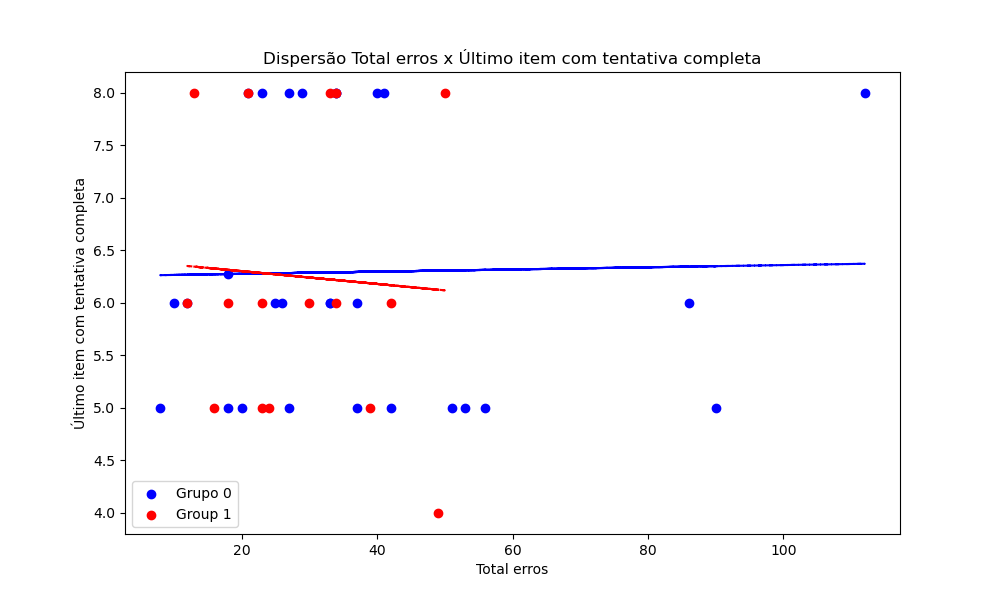 Dispersão Total erros x Último item com tentativa completa
Último item com tentativa completa
8.0
7.5
7.0
6.5
6.0
5.5
5.0
4.5
4.0
Grupo 0
Group 1
20 40 60 80 100
Total erros